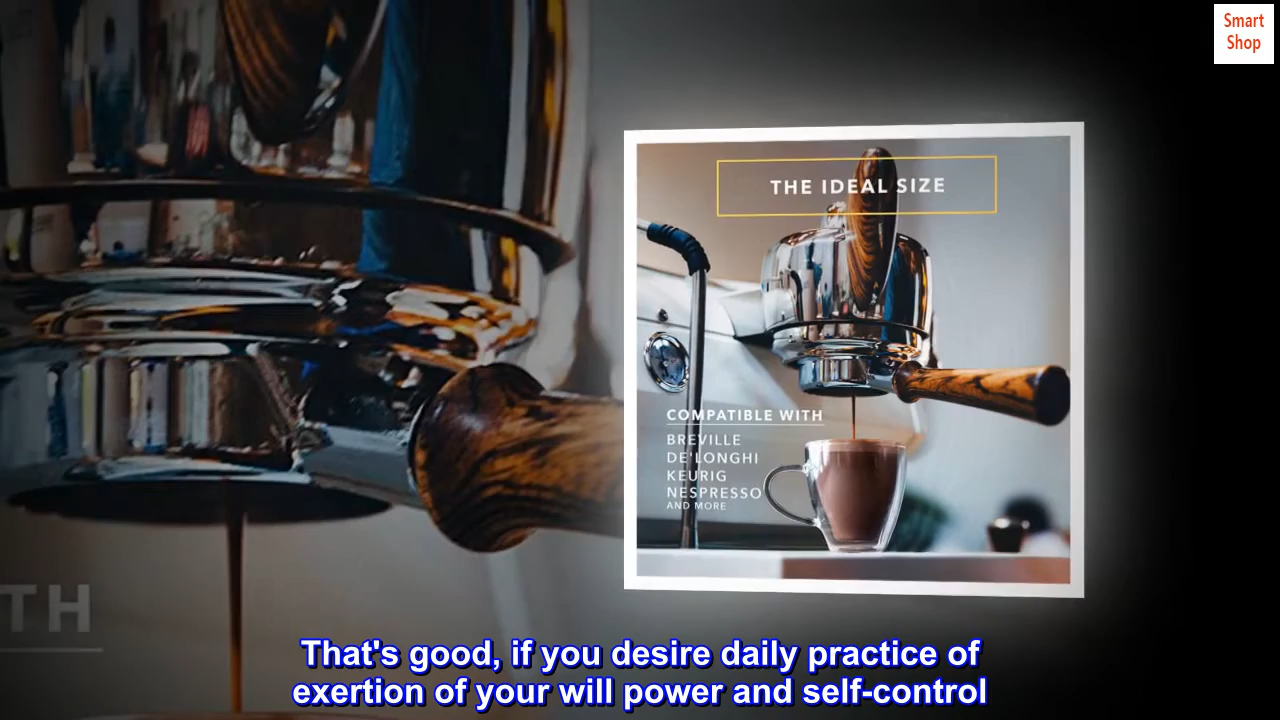 Smart
Shop
THE IDEAL SIZE
COMPATIBLE WITH
BREVILLE
DE'LONGHI
KEURIG
NESPRESSO
AND MORE
TH
That's good, if you desire daily practice of
exertion of your will power and self-control